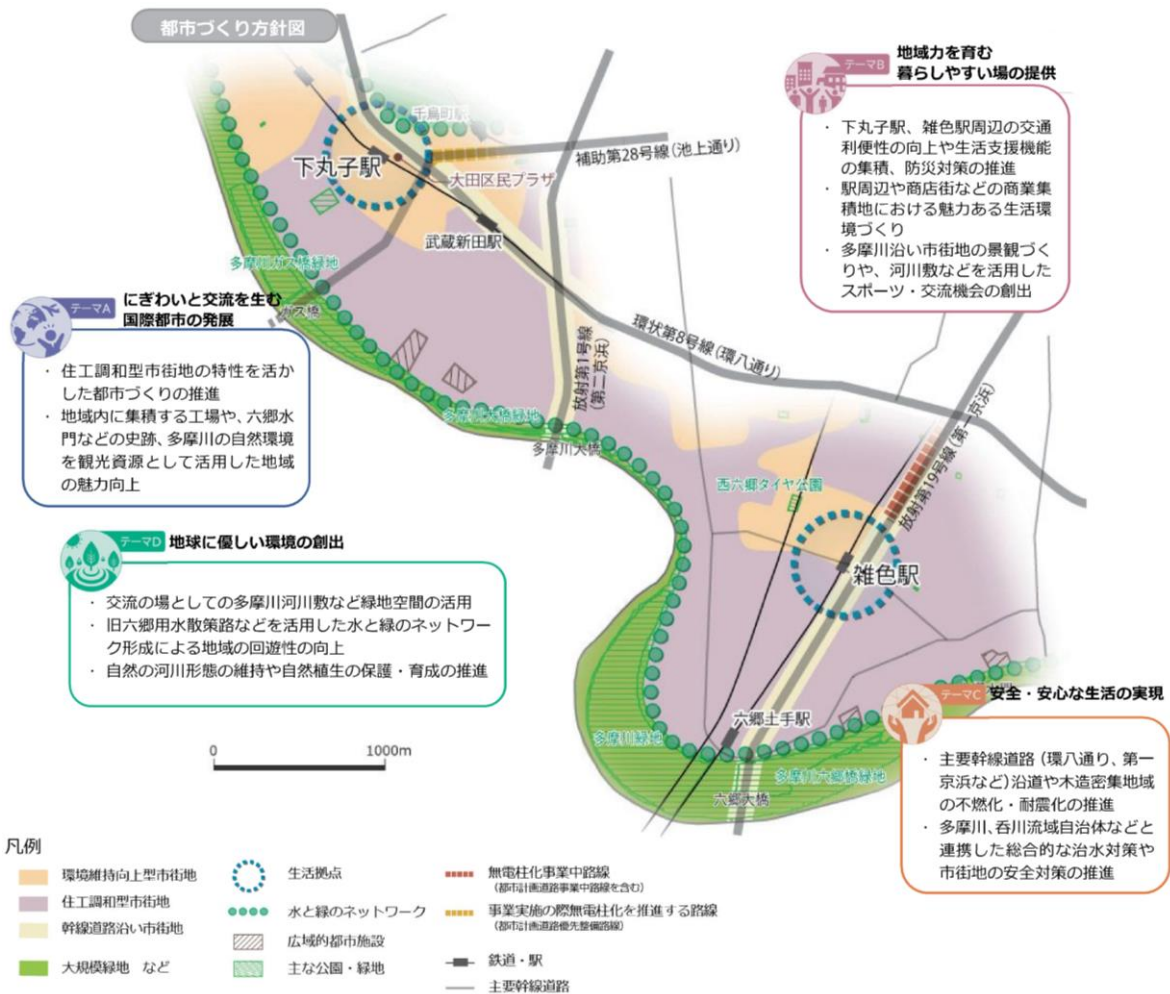 都市づくり方針図
テーマB
地域力を育む
暮らしやすい場の提供
・ 下丸子駅、雑色駅周辺の交通
利便性の向上や生活支援機能
の集積、防災対策の推進
・ 駅周辺や商店街などの商業集
積地における魅力ある生活環
境づくり
・ 多摩川沿い市街地の景観づく
りや、河川敷などを活用した
スポーツ・交流機会の創出
千鳥町駅
下丸子駅
補助第28号線(池上通り)
大田区民プラザ
武蔵新田駅
多摩川ガス橋緑地
ガス橋
テーマA
にぎわいと交流を生む
国際都市の発展
・ 住工調和型市街地の特性を活か
した都市づくりの推進
・ 地域内に集積する工場や、六郷水
門などの史跡、多摩川の自然環境
を観光資源として活用した地域
の魅力向上
環状第8号線(環八通り)
放射第1号線
(第二京浜)
多摩川大橋緑地
多摩川大橋
放射第19号線(第一京浜)
西六郷タイヤ公園
雑色駅
テーマD
地球に優しい環境の創出
・ 交流の場としての多摩川河川敷など緑地空間の活用
・ 旧六郷用水散策路などを活用した水と緑のネットワー
ク形成による地域の回遊性の向上
・ 自然の河川形態の維持や自然植生の保護・育成の推進
六郷土手駅
多摩川緑地
多摩川六郷橋緑地
六郷大橋
テーマC
安全・安心な生活の実現
・ 主要幹線道路(環八通り、第一
京浜など)沿道や木造密集地域
の不燃化・耐震化の推進
・ 多摩川、呑川流域自治体などと
連携した総合的な治水対策や
市街地の安全対策の推進
0 1000m
凡例
環境維持向上型市街地
住工調和型市街地
幹線道路沿い市街地
大規模緑地 など
生活拠点
水と緑のネットワーク
広域的都市施設
主な公園・緑地
無電柱化事業中路線
(都市計画道路事業中路線を含む)
事業実施の際無電柱化を推進する路線
(都市計画道路優先整備路線)
鉄道・駅
主要幹線道路